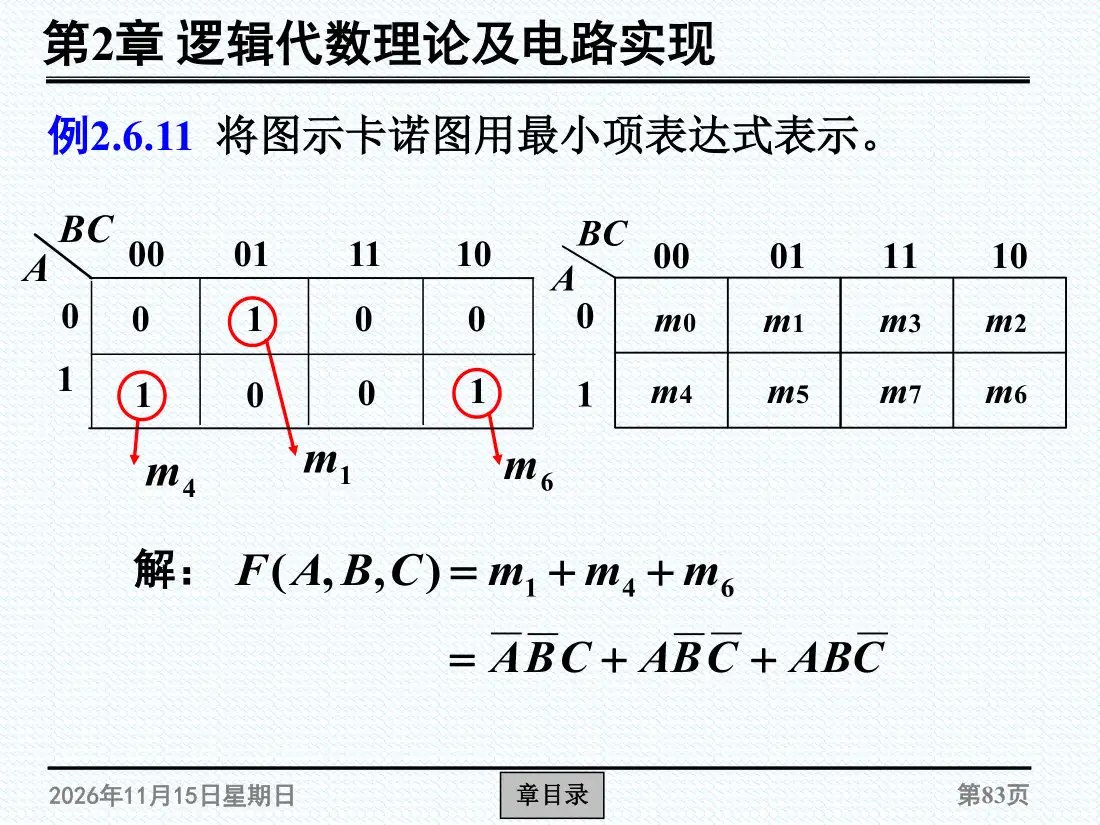 第2章 逻辑代数理论及电路实现
例2.6.11 将图示卡诺图用最小项表达式表示。
BC 00 01 11 10
A
0 0 1 0 0
1 1 0 0 1
m₄ m₁ m₆
BC 00 01 11 10
A
0 m0 m1 m3 m2
1 m4 m5 m7 m6
解： F(A,B,C) = m₁ + m₄ + m₆
= A̅B̅C + AB̅C̅ + ABC̅
2026年11月15日星期日 章目录 第83页